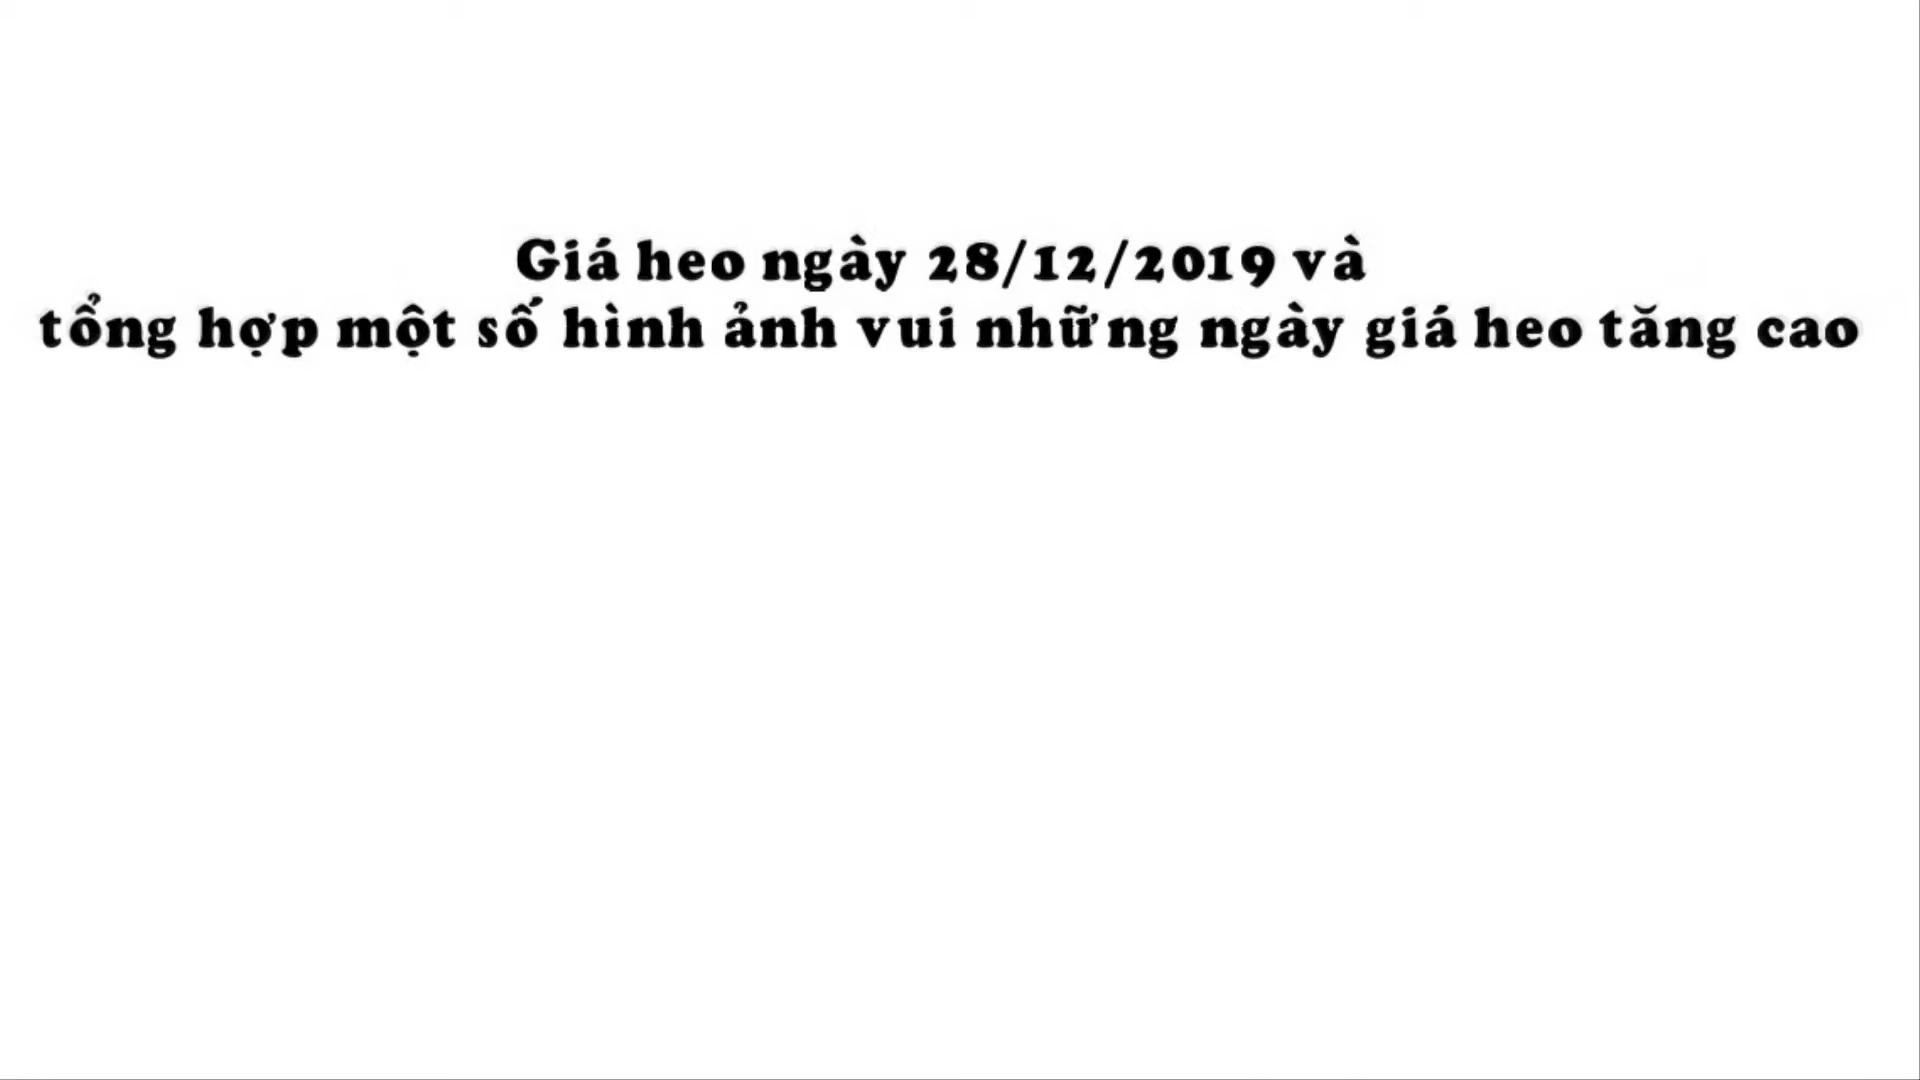 Giá heo ngày 28/12/2019 và
tổng hợp một số hình ảnh vui những ngày giá heo tăng cao